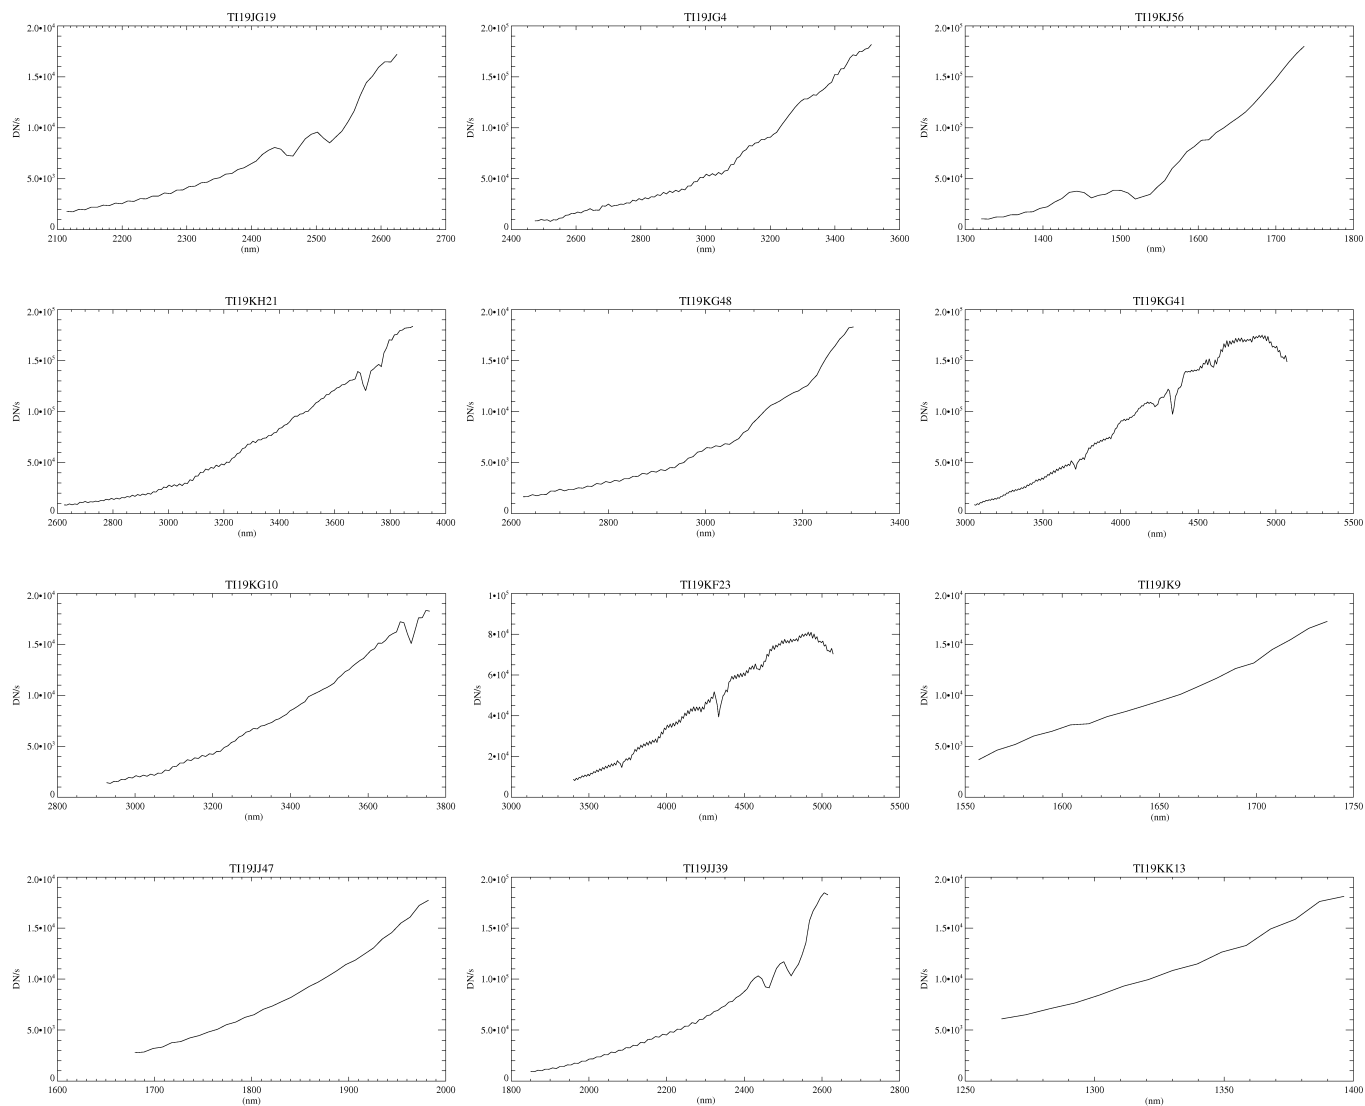 TI19JG19 TI19JG4 TI19KJ56
2.0•10⁴ 2.0•10⁵ 2.0•10⁵
1.5•10⁴ 1.5•10⁵ 1.5•10⁵
DN/s DN/s DN/s
1.0•10⁴ 1.0•10⁵ 1.0•10⁵
5.0•10³ 5.0•10⁴ 5.0•10⁴
0 0 0
2100 2200 2300 2400 2500 2600 2700 2400 2600 2800 3000 3200 3400 3600 1300 1400 1500 1600 1700 1800
(nm) (nm) (nm)
TI19KH21 TI19KG48 TI19KG41
2.0•10⁵ 2.0•10⁴ 2.0•10⁵
1.5•10⁵ 1.5•10⁴ 1.5•10⁵
DN/s DN/s DN/s
1.0•10⁵ 1.0•10⁴ 1.0•10⁵
5.0•10⁴ 5.0•10³ 5.0•10⁴
0 0 0
2600 2800 3000 3200 3400 3600 3800 4000 2600 2800 3000 3200 3400 3000 3500 4000 4500 5000 5500
(nm) (nm) (nm)
TI19KG10 TI19KF23 TI19JK9
2.0•10⁴ 1•10⁵ 2.0•10⁴
1.5•10⁴ 8•10⁴ 1.5•10⁴
DN/s DN/s DN/s
1.0•10⁴ 6•10⁴ 1.0•10⁴
5.0•10³ 4•10⁴ 5.0•10³
2•10⁴
0 0 0
2800 3000 3200 3400 3600 3800 3000 3500 4000 4500 5000 5500 1550 1600 1650 1700 1750
(nm) (nm) (nm)
TI19JJ47 TI19JJ39 TI19KK13
2.0•10⁴ 2.0•10⁵ 2.0•10⁴
1.5•10⁴ 1.5•10⁵ 1.5•10⁴
DN/s DN/s DN/s
1.0•10⁴ 1.0•10⁵ 1.0•10⁴
5.0•10³ 5.0•10⁴ 5.0•10³
0 0 0
1600 1700 1800 1900 2000 1800 2000 2200 2400 2600 2800 1250 1300 1350 1400
(nm) (nm) (nm)